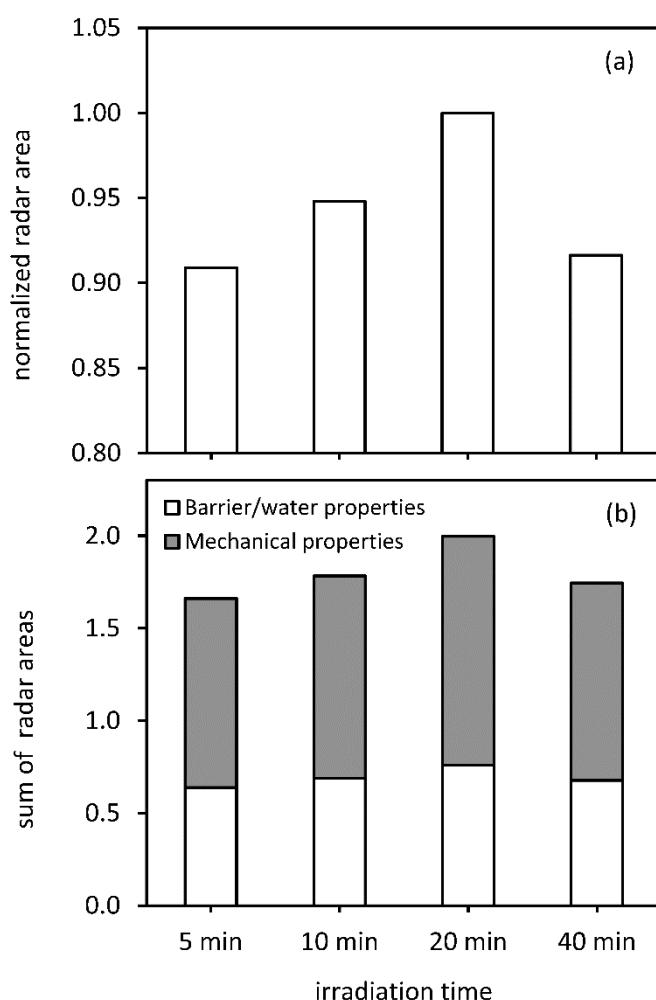 1.05
(a)
1.00
0.95
0.90
0.85
0.80
normalized radar area
Barrier/water properties
(b)
Mechanical properties
2.0
1.5
1.0
0.5
0.0
sum of radar areas
5 min 10 min 20 min 40 min
irradiation time